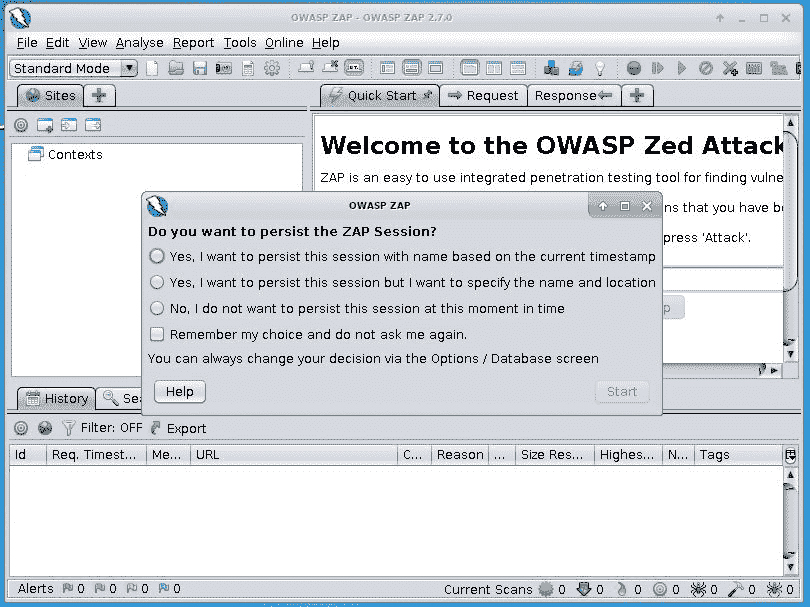 OWASP ZAP - OWASP ZAP 2.7.0
File Edit View Analyse Report Tools Online Help
Standard Mode
Sites
Quick Start Request Response
Contexts
Welcome to the OWASP Zed Attack
ZAP is an easy to use integrated penetration testing tool for finding vulne
ns that you have be
press 'Attack'.
OWASP ZAP
Do you want to persist the ZAP Session?
Yes, I want to persist this session with name based on the current timestamp
Yes, I want to persist this session but I want to specify the name and location
No, I do not want to persist this session at this moment in time
Remember my choice and do not ask me again.
You can always change your decision via the Options / Database screen
Help Start
p
History Sea
Filter: OFF Export
Id Req. Timest... Me... URL C... Reason ... Size Res... Highes... N... Tags
Alerts 0 0 0 0 Current Scans 0 0 0 0 0 0 0